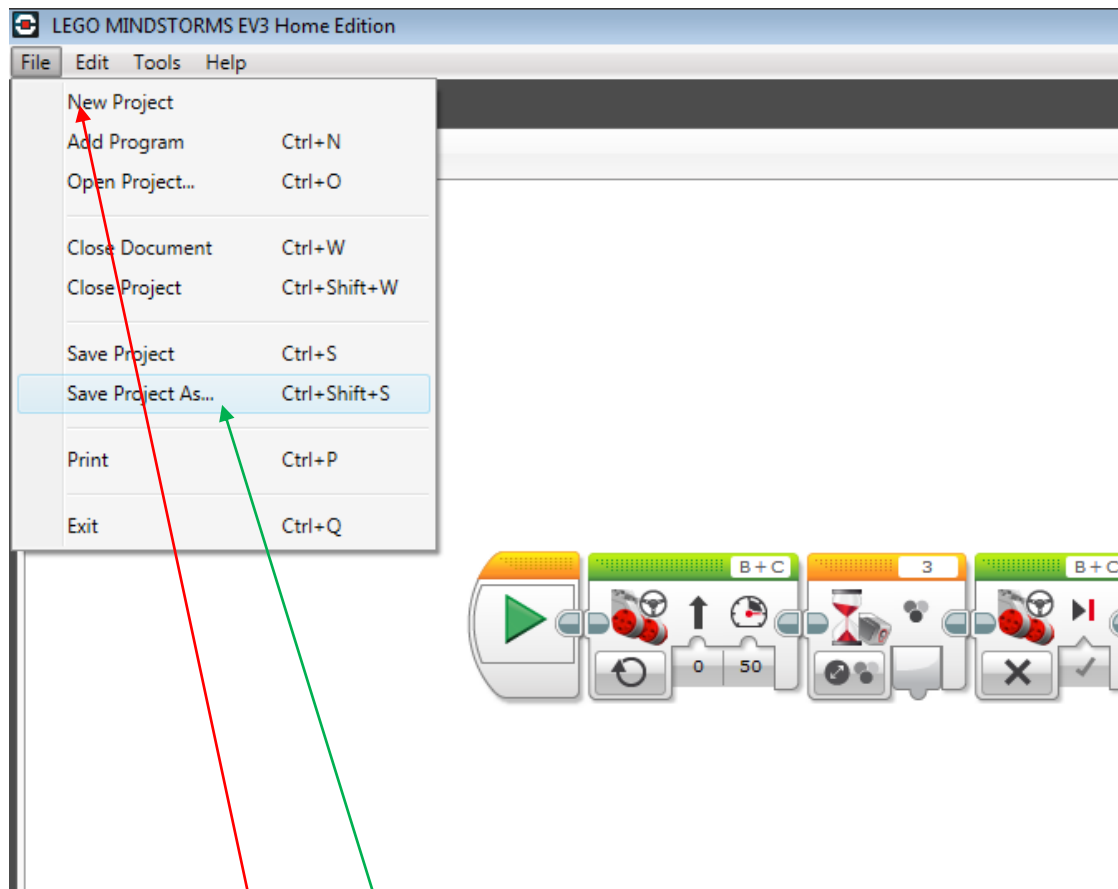 LEGO MINDSTORMS EV3 Home Edition
File Edit Tools Help
New Project
Add Program Ctrl+N
Open Project... Ctrl+O
Close Document Ctrl+W
Close Project Ctrl+Shift+W
Save Project Ctrl+S
Save Project As... Ctrl+Shift+S
Print Ctrl+P
Exit Ctrl+Q
B+C 3 B+C
0 50